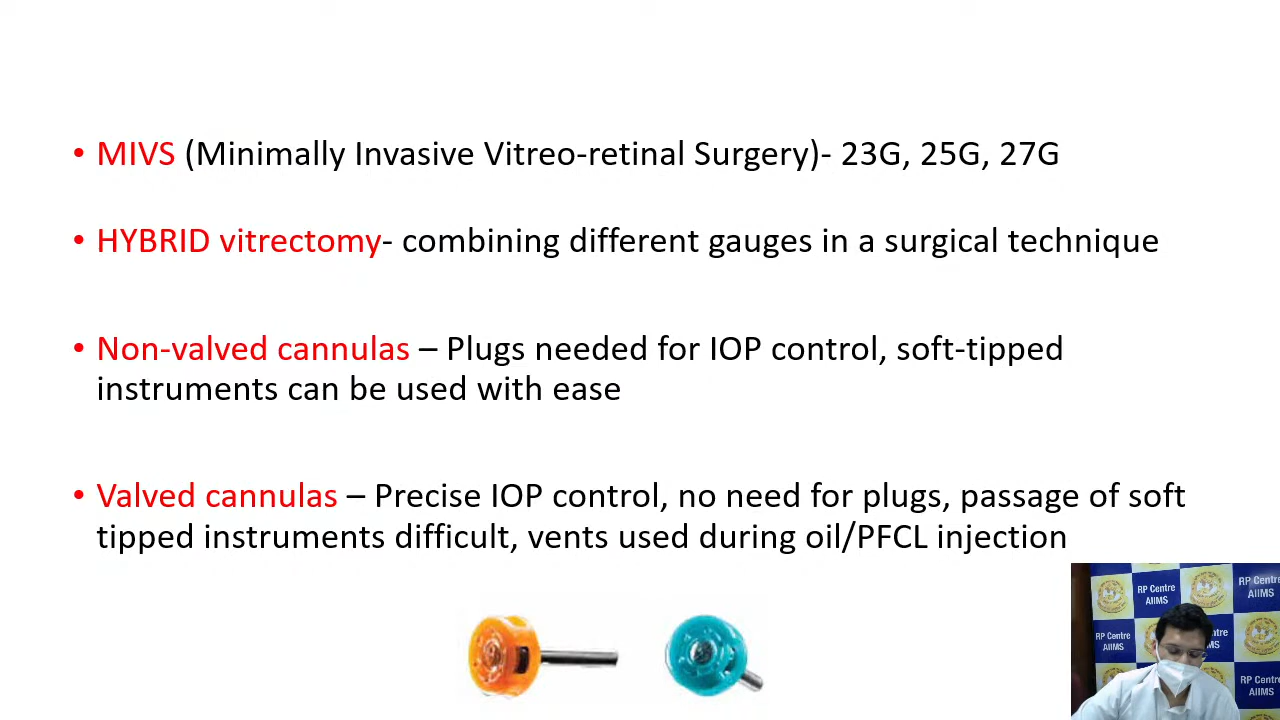 • MIVS (Minimally Invasive Vitreo-retinal Surgery)- 23G, 25G, 27G
• HYBRID vitrectomy- combining different gauges in a surgical technique
• Non-valved cannulas – Plugs needed for IOP control, soft-tipped
instruments can be used with ease
• Valved cannulas – Precise IOP control, no need for plugs, passage of soft
tipped instruments difficult, vents used during oil/PFCL injection
RP Centre
AIIMS
RP Centre
AIIMS
RP Centre
AIIMS
RP Centre
AIIMS